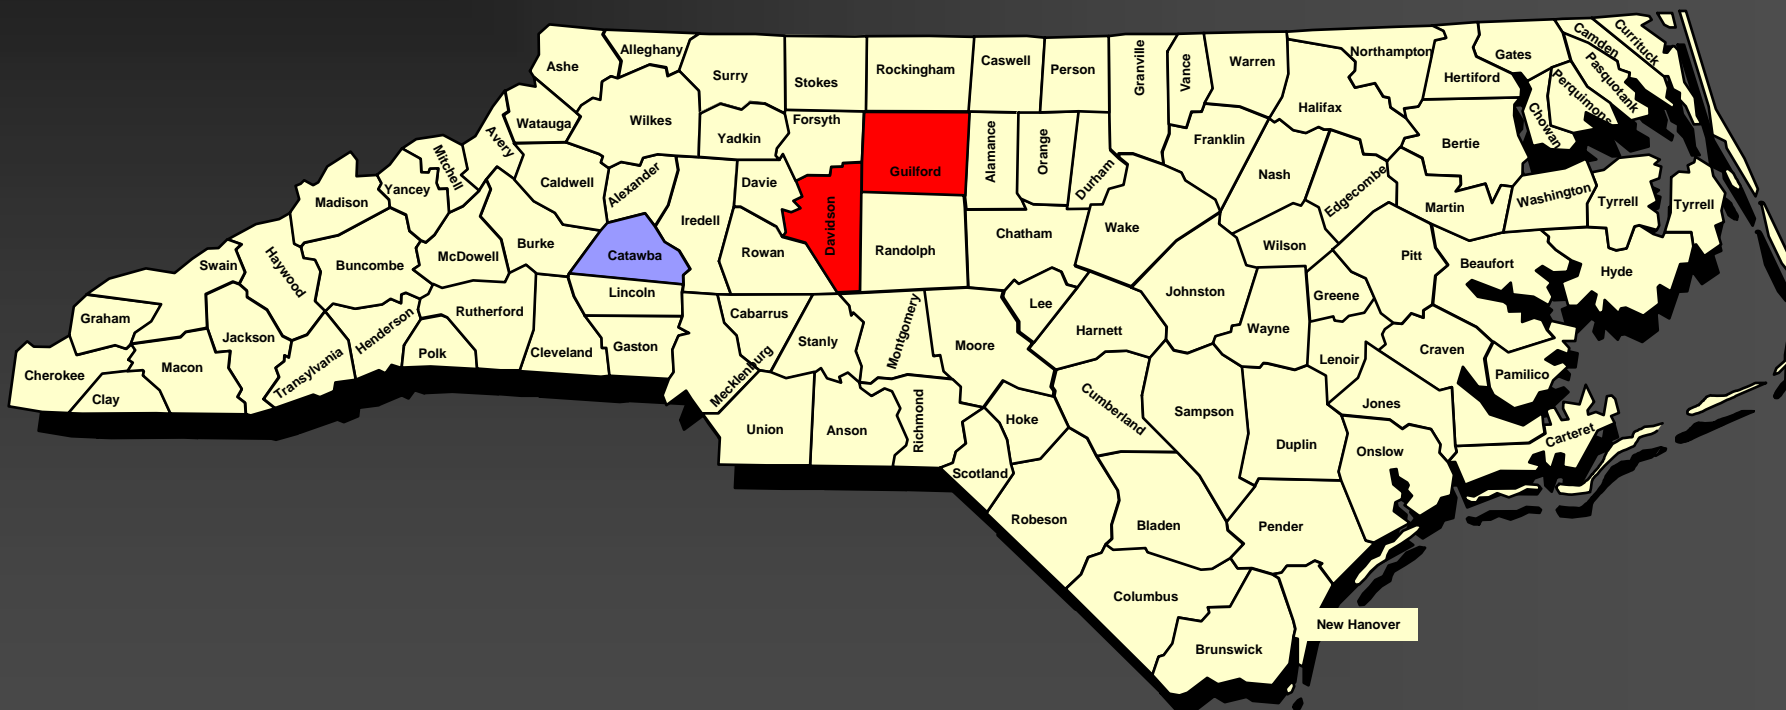 Ashe
Alleghany
Surry
Stokes
Rockingham
Caswell
Person
Granville
Vance
Warren
Northampton
Hertiford
Gates
Camden
Currituck
Pasquotank
Perquimons
Chowan
Watauga
Wilkes
Yadkin
Forsyth
Guilford
Alamance
Orange
Durham
Franklin
Halifax
Bertie
Avery
Mitchell
Yancey
Madison
Caldwell
Alexander
Iredell
Davie
Davidson
Randolph
Chatham
Wake
Nash
Edgecombe
Martin
Washington
Tyrrell
Tyrrell
Swain
Haywood
Buncombe
McDowell
Burke
Catawba
Rowan
Wilson
Pitt
Beaufort
Hyde
Graham
Jackson
Henderson
Rutherford
Lincoln
Cabarrus
Stanly
Montgomery
Moore
Lee
Harnett
Johnston
Wayne
Greene
Lenoir
Craven
Pamilico
Cherokee
Clay
Macon
Transylvania
Polk
Cleveland
Gaston
Mecklenburg
Union
Anson
Richmond
Scotland
Hoke
Cumberland
Sampson
Duplin
Jones
Onslow
Carteret
Robeson
Bladen
Pender
Columbus
Brunswick
New Hanover